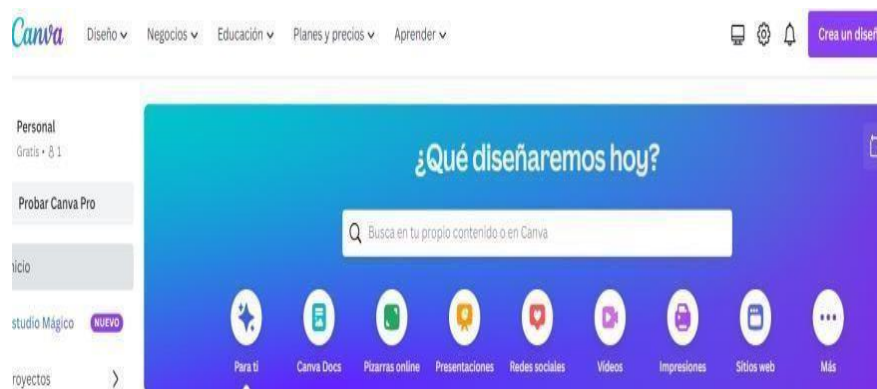 Canva Diseño Negocios Educación Planes y precios Aprender Crea un diseñ
Personal
Gratis • 1
Probar Canva Pro
nicio
studio Mágico NUEVO
royectos
¿Qué diseñaremos hoy?
Busca en tu propio contenido o en Canva
Para ti Canva Docs Pizarras online Presentaciones Redes sociales Vídeos Impresiones Sitios web Más